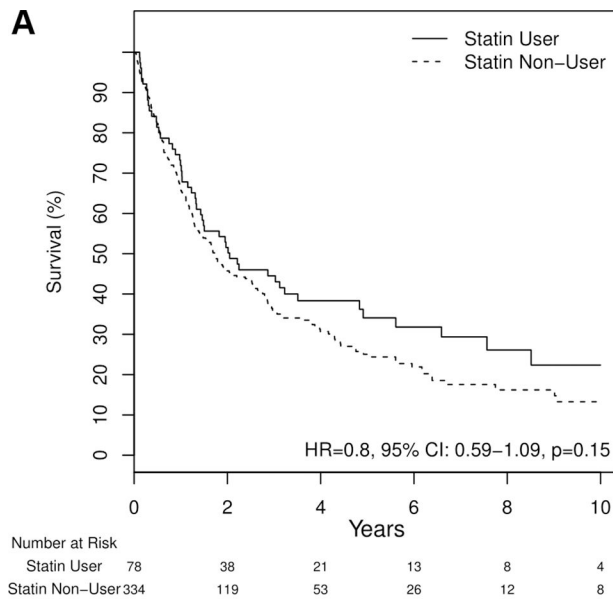 A
Statin User
Statin Non-User
Survival (%)
90
80
70
60
50
40
30
20
10
0
HR=0.8, 95% CI: 0.59-1.09, p=0.15
0 2 4 6 8 10
Years
Number at Risk
Statin User 78 38 21 13 8 4
Statin Non-User 334 119 53 26 12 8